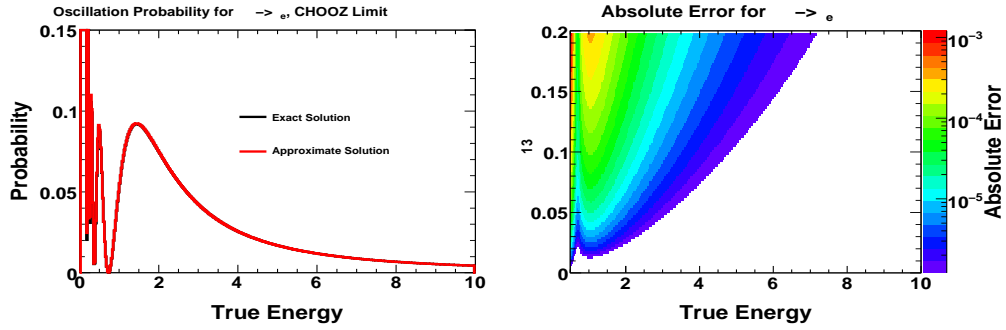 Oscillation Probability for −> e, CHOOZ Limit
Probability
0.15
0.1
0.05
0
Exact Solution
Approximate Solution
0 2 4 6 8 10
True Energy
Absolute Error for −> e
13
0.2
0.15
0.1
0.05
0
2 4 6 8 10
True Energy
10−3
10−4
10−5
Absolute Error